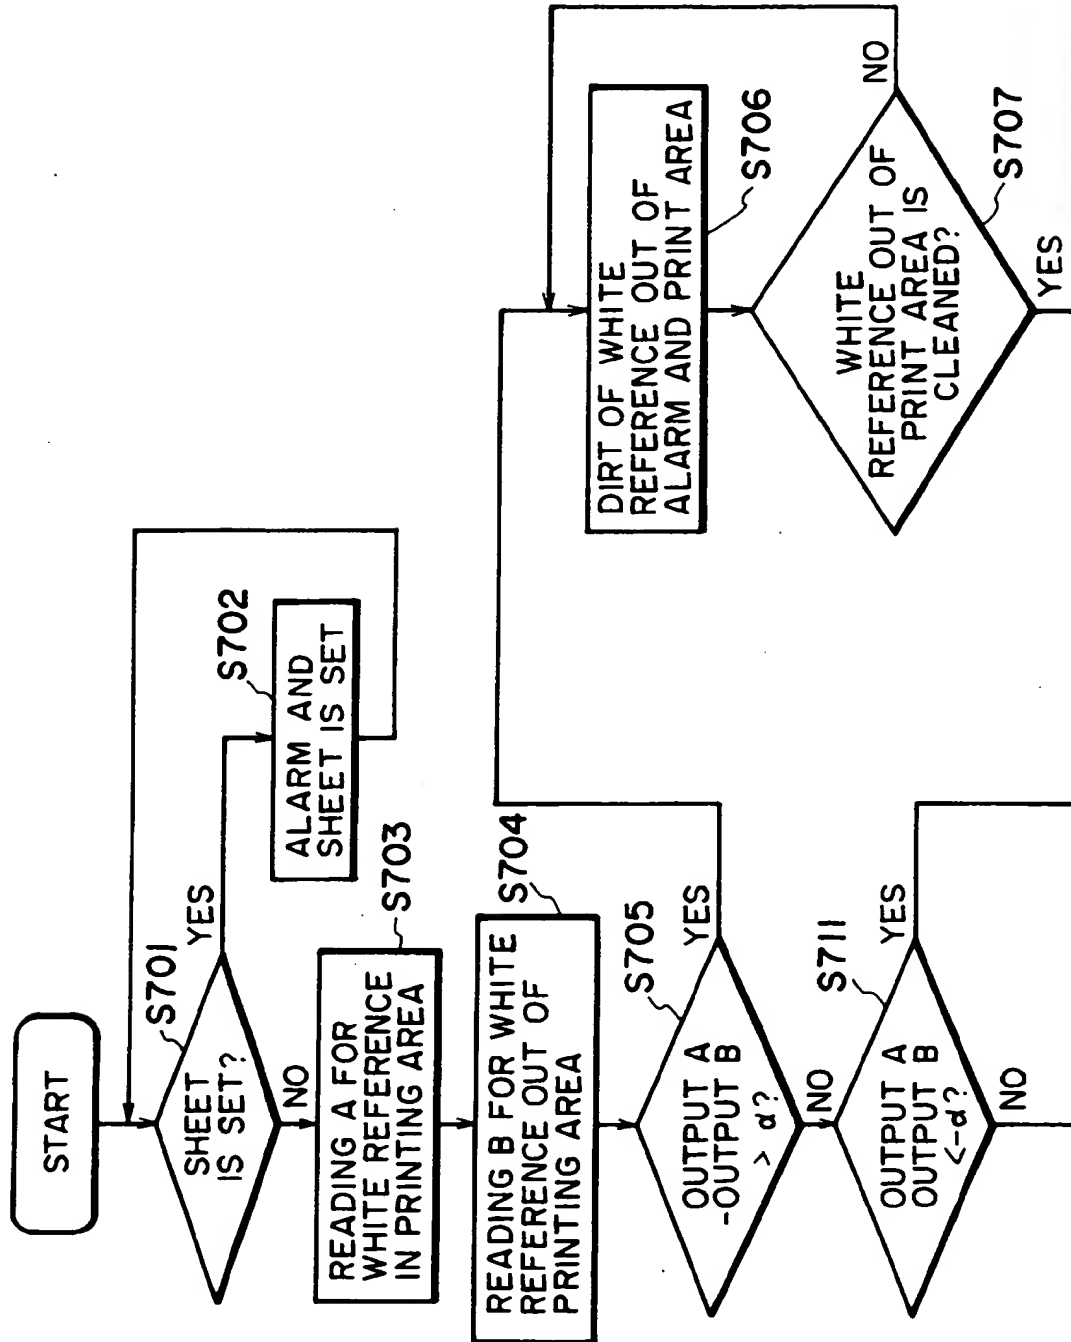 START
SHEET
IS SET?
S701
YES
NO
ALARM AND
SHEET IS SET
S702
READING A FOR
WHITE REFERENCE
IN PRINTING AREA
S703
READING B FOR WHITE
REFERENCE OUT OF
PRINTING AREA
S704
OUTPUT A
-OUTPUT B
> α?
S705
YES
NO
OUTPUT A
OUTPUT B
<-α?
S711
YES
NO
DIRT OF WHITE
REFERENCE OUT OF
ALARM AND PRINT AREA
S706
WHITE
REFERENCE OUT OF
PRINT AREA IS
CLEANED?
S707
NO
YES